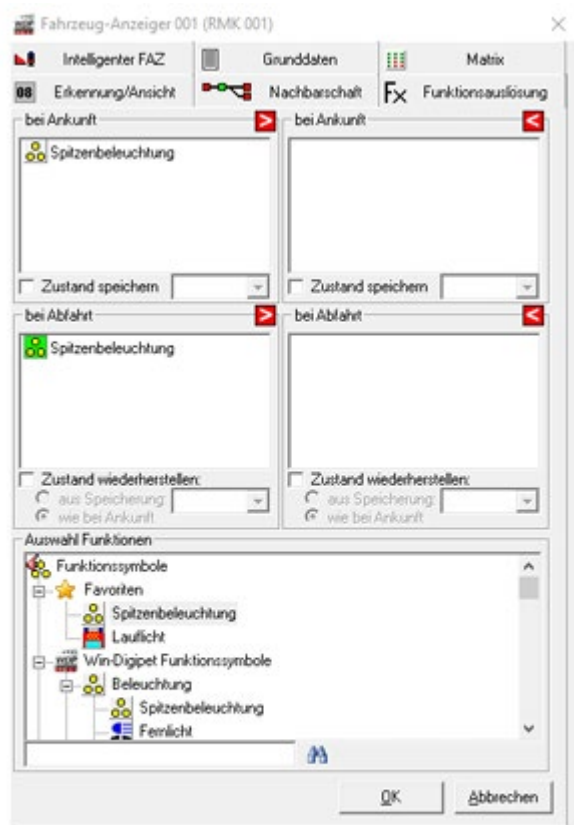 Fahrzeug-Anzeiger 001 (RMK 001)
Intelligenter FAZ
Grunddaten
Matrix
08 Erkennung/Ansicht
Nachbarschaft
Fx Funktionsauslösung
bei Ankunft >
Spitzenbeleuchtung
Zustand speichern
bei Ankunft <
Zustand speichern
bei Abfahrt >
Spitzenbeleuchtung
Zustand wiederherstellen:
aus Speicherung:
wie bei Ankunft
bei Abfahrt <
Zustand wiederherstellen:
aus Speicherung:
wie bei Ankunft
Auswahl Funktionen
Funktionssymbole
Favoriten
Spitzenbeleuchtung
Lauflicht
Win-Digipet Funktionssymbole
Beleuchtung
Spitzenbeleuchtung
Fernlicht
OK
Abbrechen